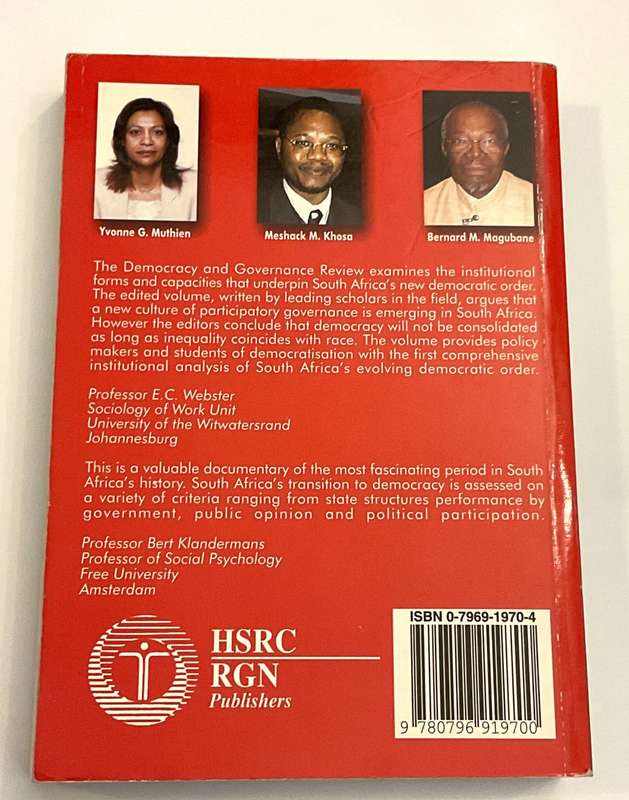 Yvonne G. Muthien
Meshack M. Khosa
Bernard M. Magubane
The Democracy and Governance Review examines the institutional
forms and capacities that underpin South Africa's new democratic order.
The edited volume, written by leading scholars in the field, argues that
a new culture of participatory governance is emerging in South Africa.
However the editors conclude that democracy will not be consolidated
as long as inequality coincides with race. The volume provides policy
makers and students of democratisation with the first comprehensive
institutional analysis of South Africa's evolving democratic order.
Professor E.C. Webster
Sociology of Work Unit
University of the Witwatersrand
Johannesburg
This is a valuable documentary of the most fascinating period in South
Africa's history. South Africa's transition to democracy is assessed on
a variety of criteria ranging from state structures performance by
government, public opinion and political participation.
Professor Bert Klandermans
Professor of Social Psychology
Free University
Amsterdam
HSRC
RGN
Publishers
ISBN 0-7969-1970-4
9 780796 919700